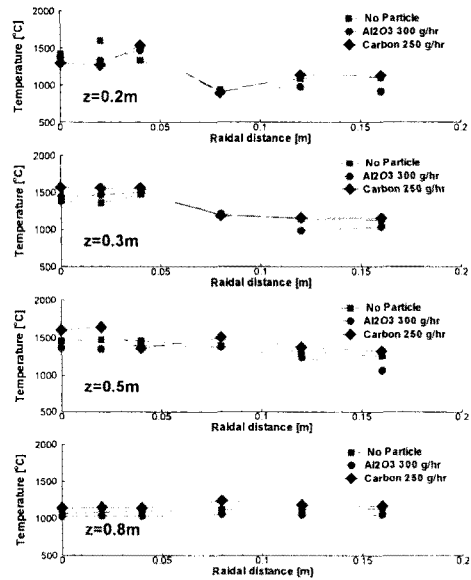 2000
No Particle
Al2O3 300 g/hr
Carbon 250 g/hr
1500
1000
z=0.2m
500
Temperature [°C]
0 0.05 0.1 0.15 0.2
Raidal distance [m]
2000
No Particle
Al2O3 300 g/hr
Carbon 250 g/hr
1500
1000
z=0.3m
500
Temperature [°C]
0 0.05 0.1 0.15 0.2
Raidal distance [m]
2000
No Particle
Al2O3 300 g/hr
Carbon 250 g/hr
1500
1000
z=0.5m
500
Temperature [°C]
0 0.05 0.1 0.15 0.2
Raidal distance [m]
2000
No Particle
Al2O3 300 g/hr
Carbon 250 g/hr
1500
1000
z=0.8m
500
Temperature [°C]
0 0.05 0.1 0.15 0.2
Raidal distance [m]